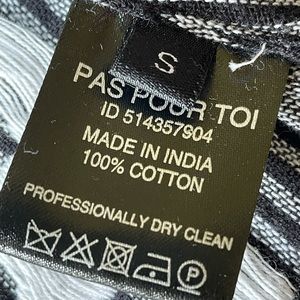 S
PAS POUR TOI
ID 514357904
MADE IN INDIA
100% COTTON
PROFESSIONALLY DRY CLEAN
P